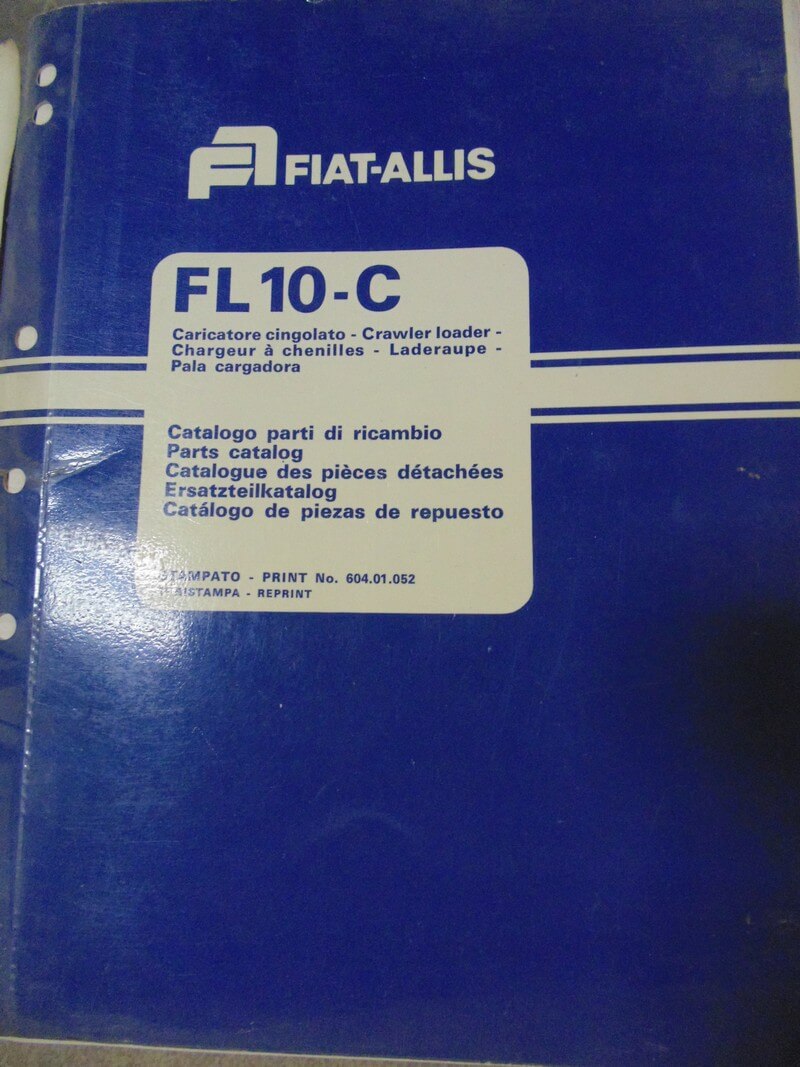 FIAT-ALLIS
FL 10-C
Caricatore cingolato - Crawler loader -
Chargeur à chenilles - Laderaupe -
Pala cargadora
Catalogo parti di ricambio
Parts catalog
Catalogue des pièces détachées
Ersatzteilkatalog
Catálogo de piezas de repuesto
STAMPATO - PRINT No. 604.01.052
- REPRINT